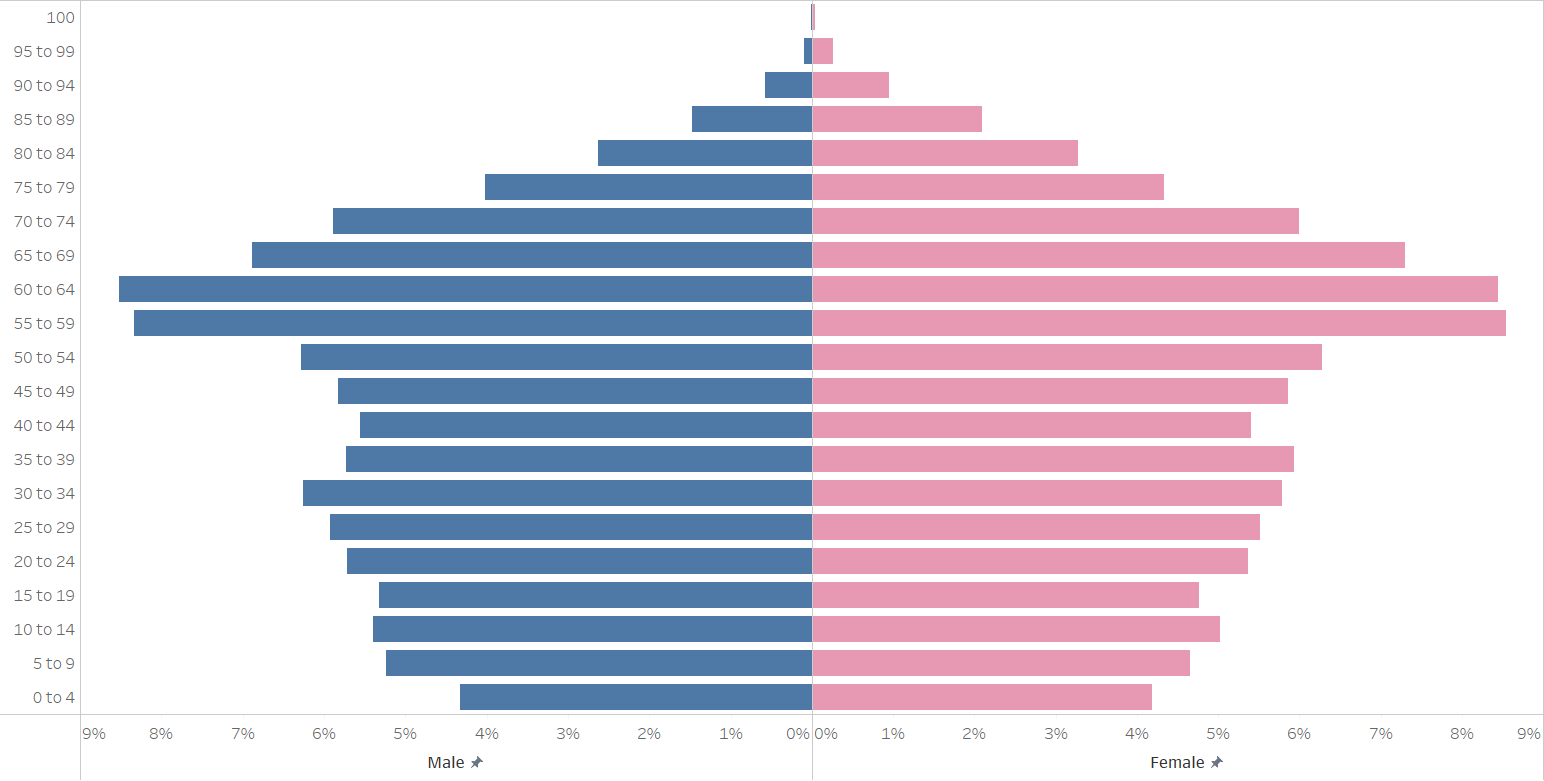 100
95 to 99
90 to 94
85 to 89
80 to 84
75 to 79
70 to 74
65 to 69
60 to 64
55 to 59
50 to 54
45 to 49
40 to 44
35 to 39
30 to 34
25 to 29
20 to 24
15 to 19
10 to 14
5 to 9
0 to 4
9% 8% 7% 6% 5% 4% 3% 2% 1% 0% 0% 1% 2% 3% 4% 5% 6% 7% 8% 9%
Male Female